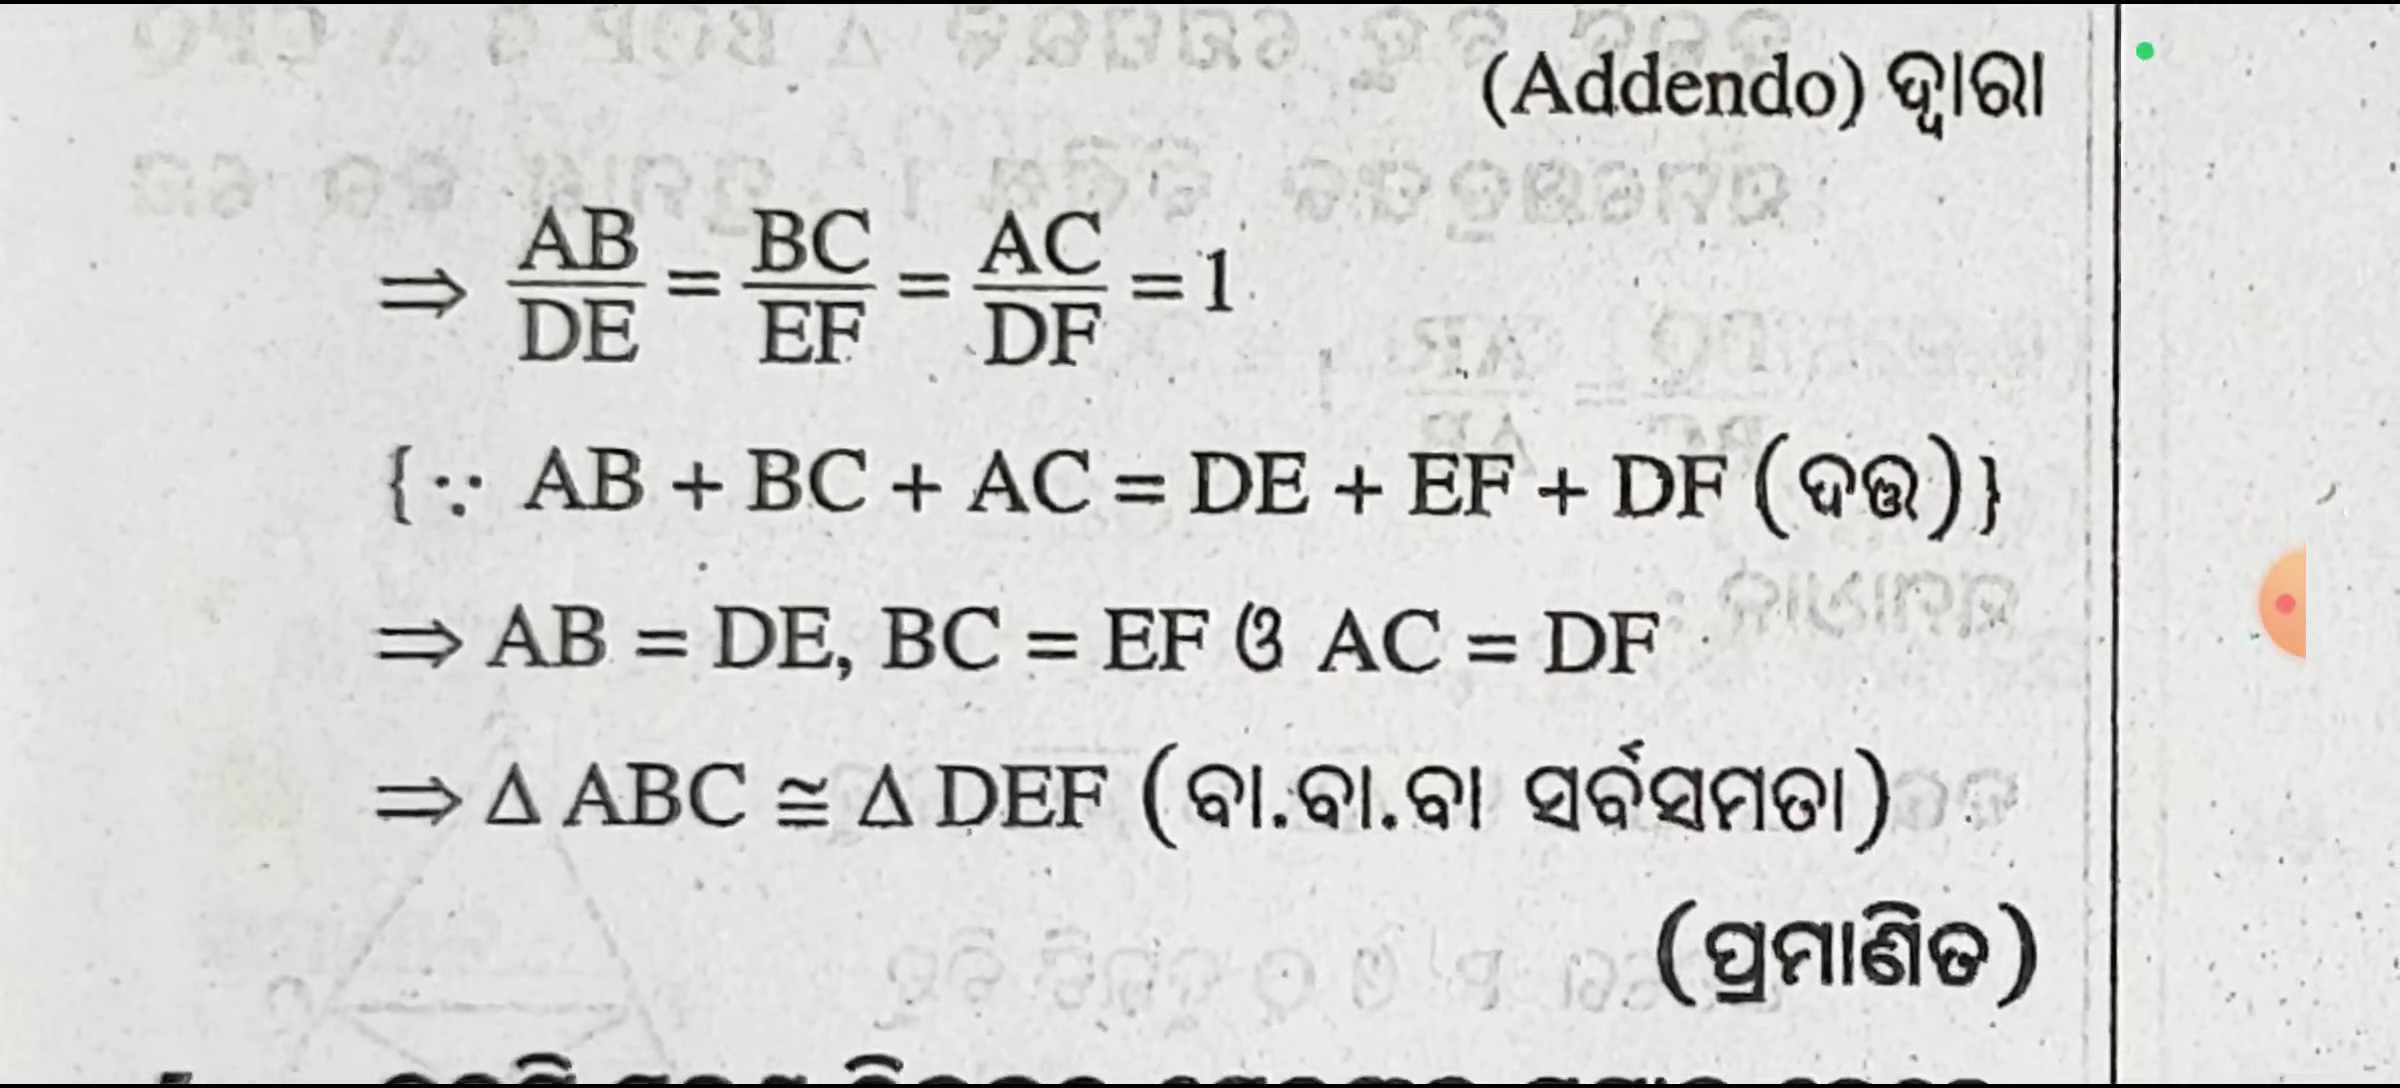 (Addendo) ଦ୍ୱାରା
⇒ AB/DE = BC/EF = AC/DF = 1
{∵ AB + BC + AC = DE + EF + DF (ଦତ୍ତ)}
⇒ AB = DE, BC = EF ଓ AC = DF
⇒ Δ ABC ≅ Δ DEF (ବା.ବା.ବା ସର୍ବସମତା)
(ପ୍ରମାଣିତ)